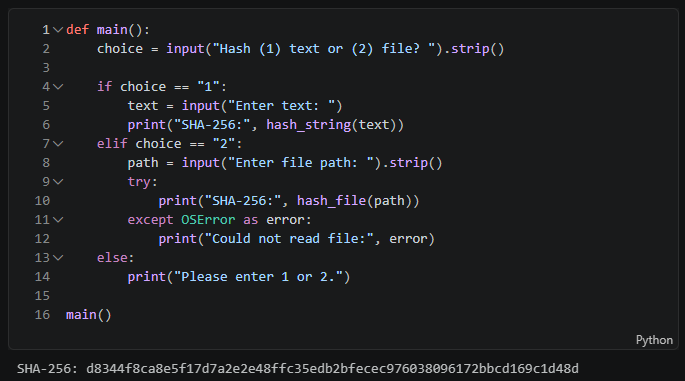 1 def main():
2     choice = input("Hash (1) text or (2) file? ").strip()
3
4     if choice == "1":
5         text = input("Enter text: ")
6         print("SHA-256:", hash_string(text))
7     elif choice == "2":
8         path = input("Enter file path: ").strip()
9         try:
10             print("SHA-256:", hash_file(path))
11         except OSError as error:
12             print("Could not read file:", error)
13     else:
14         print("Please enter 1 or 2.")
15
16 main()
Python
SHA-256: d8344f8ca8e5f17d7a2e2e48ffc35edb2bfecec976038096172bbcd169c1d48d